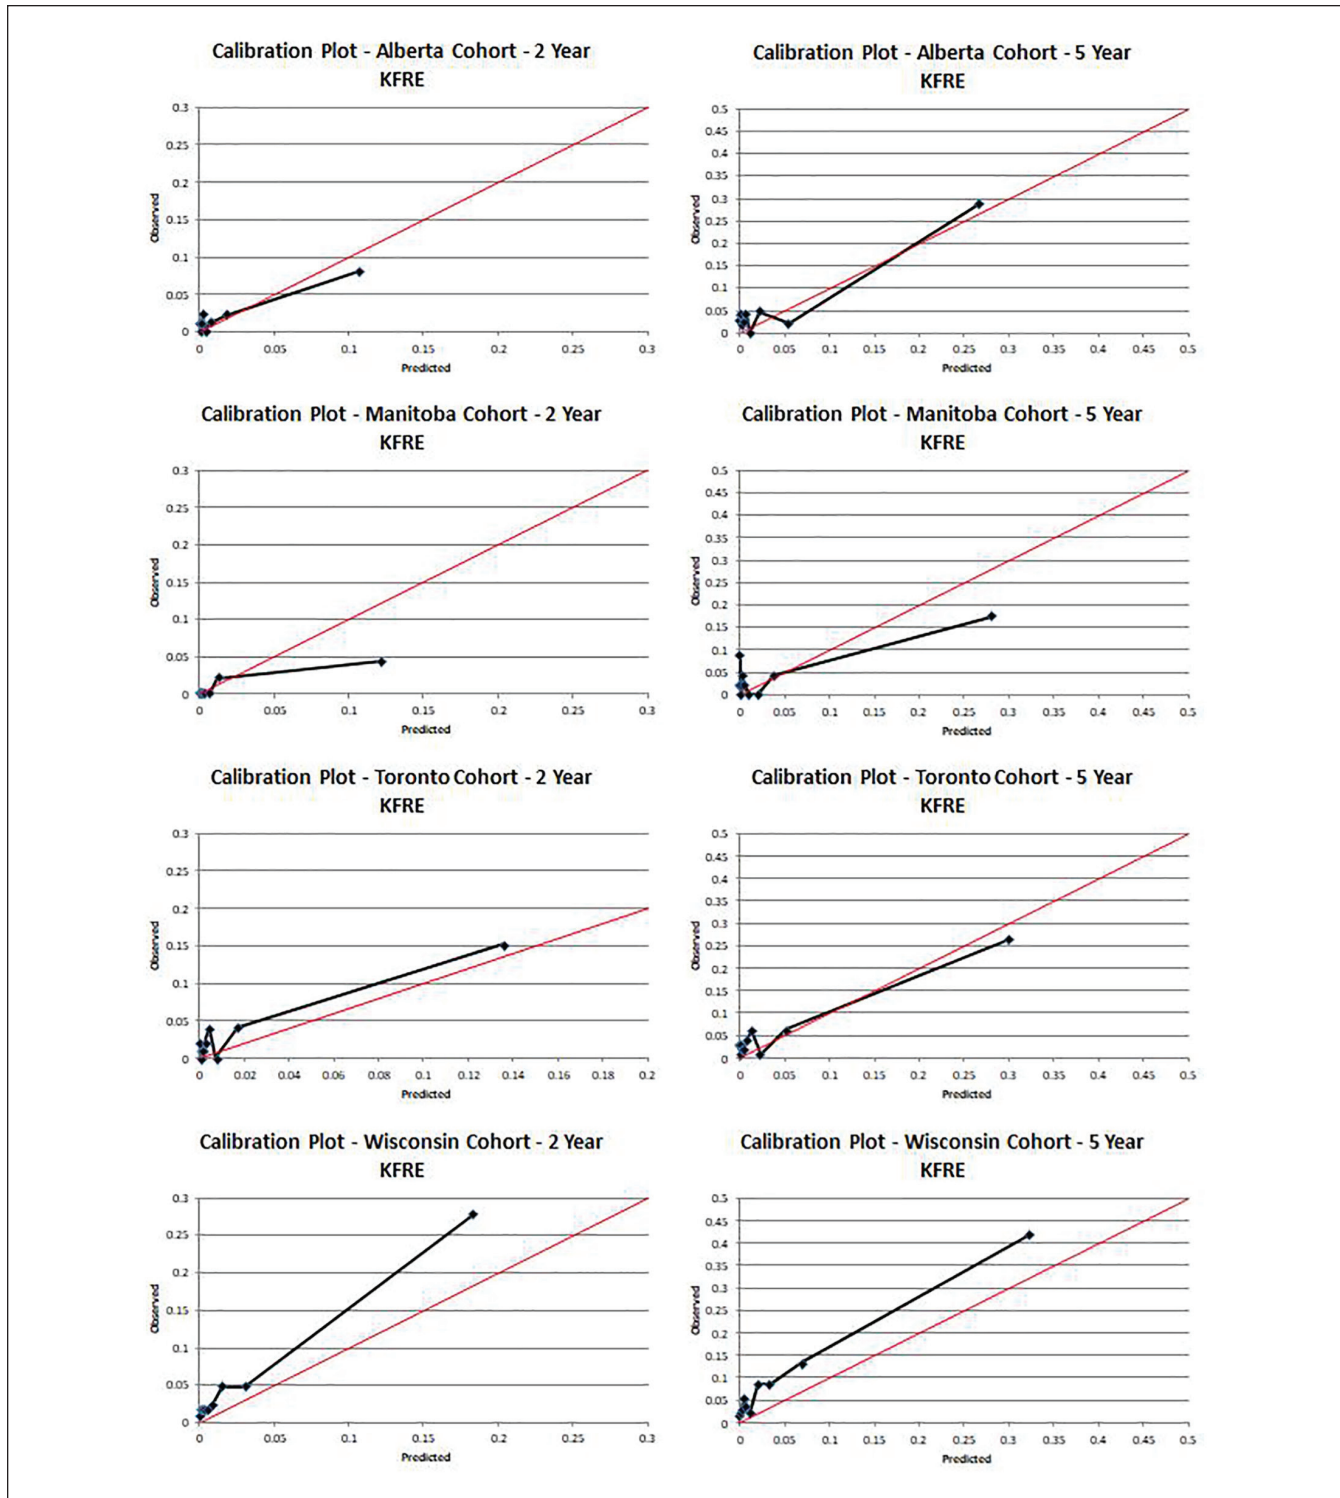 Calibration Plot - Alberta Cohort - 2 Year
KFRE
0.3
0.25
0.2
0.15
0.1
0.05
0
Observed
0 0.05 0.1 0.15 0.2 0.25 0.3
Predicted
Calibration Plot - Alberta Cohort - 5 Year
KFRE
0.5
0.45
0.4
0.35
0.3
0.25
0.2
0.15
0.1
0.05
0
Observed
0 0.05 0.1 0.15 0.2 0.25 0.3 0.35 0.4 0.45 0.5
Predicted
Calibration Plot - Manitoba Cohort - 2 Year
KFRE
0.3
0.25
0.2
0.15
0.1
0.05
0
Observed
0 0.05 0.1 0.15 0.2 0.25 0.3
Predicted
Calibration Plot - Manitoba Cohort - 5 Year
KFRE
0.5
0.45
0.4
0.35
0.3
0.25
0.2
0.15
0.1
0.05
0
Observed
0 0.05 0.1 0.15 0.2 0.25 0.3 0.35 0.4 0.45 0.5
Predicted
Calibration Plot - Toronto Cohort - 2 Year
KFRE
0.3
0.25
0.2
0.15
0.1
0.05
0
Observed
0 0.02 0.04 0.06 0.08 0.1 0.12 0.14 0.16 0.18 0.2
Predicted
Calibration Plot - Toronto Cohort - 5 Year
KFRE
0.5
0.45
0.4
0.35
0.3
0.25
0.2
0.15
0.1
0.05
0
Observed
0 0.05 0.1 0.15 0.2 0.25 0.3 0.35 0.4 0.45 0.5
Predicted
Calibration Plot - Wisconsin Cohort - 2 Year
KFRE
0.3
0.25
0.2
0.15
0.1
0.05
0
Observed
0 0.05 0.1 0.15 0.2 0.25 0.3
Predicted
Calibration Plot - Wisconsin Cohort - 5 Year
KFRE
0.5
0.45
0.4
0.35
0.3
0.25
0.2
0.15
0.1
0.05
0
Observed
0 0.05 0.1 0.15 0.2 0.25 0.3 0.35 0.4 0.45 0.5
Predicted